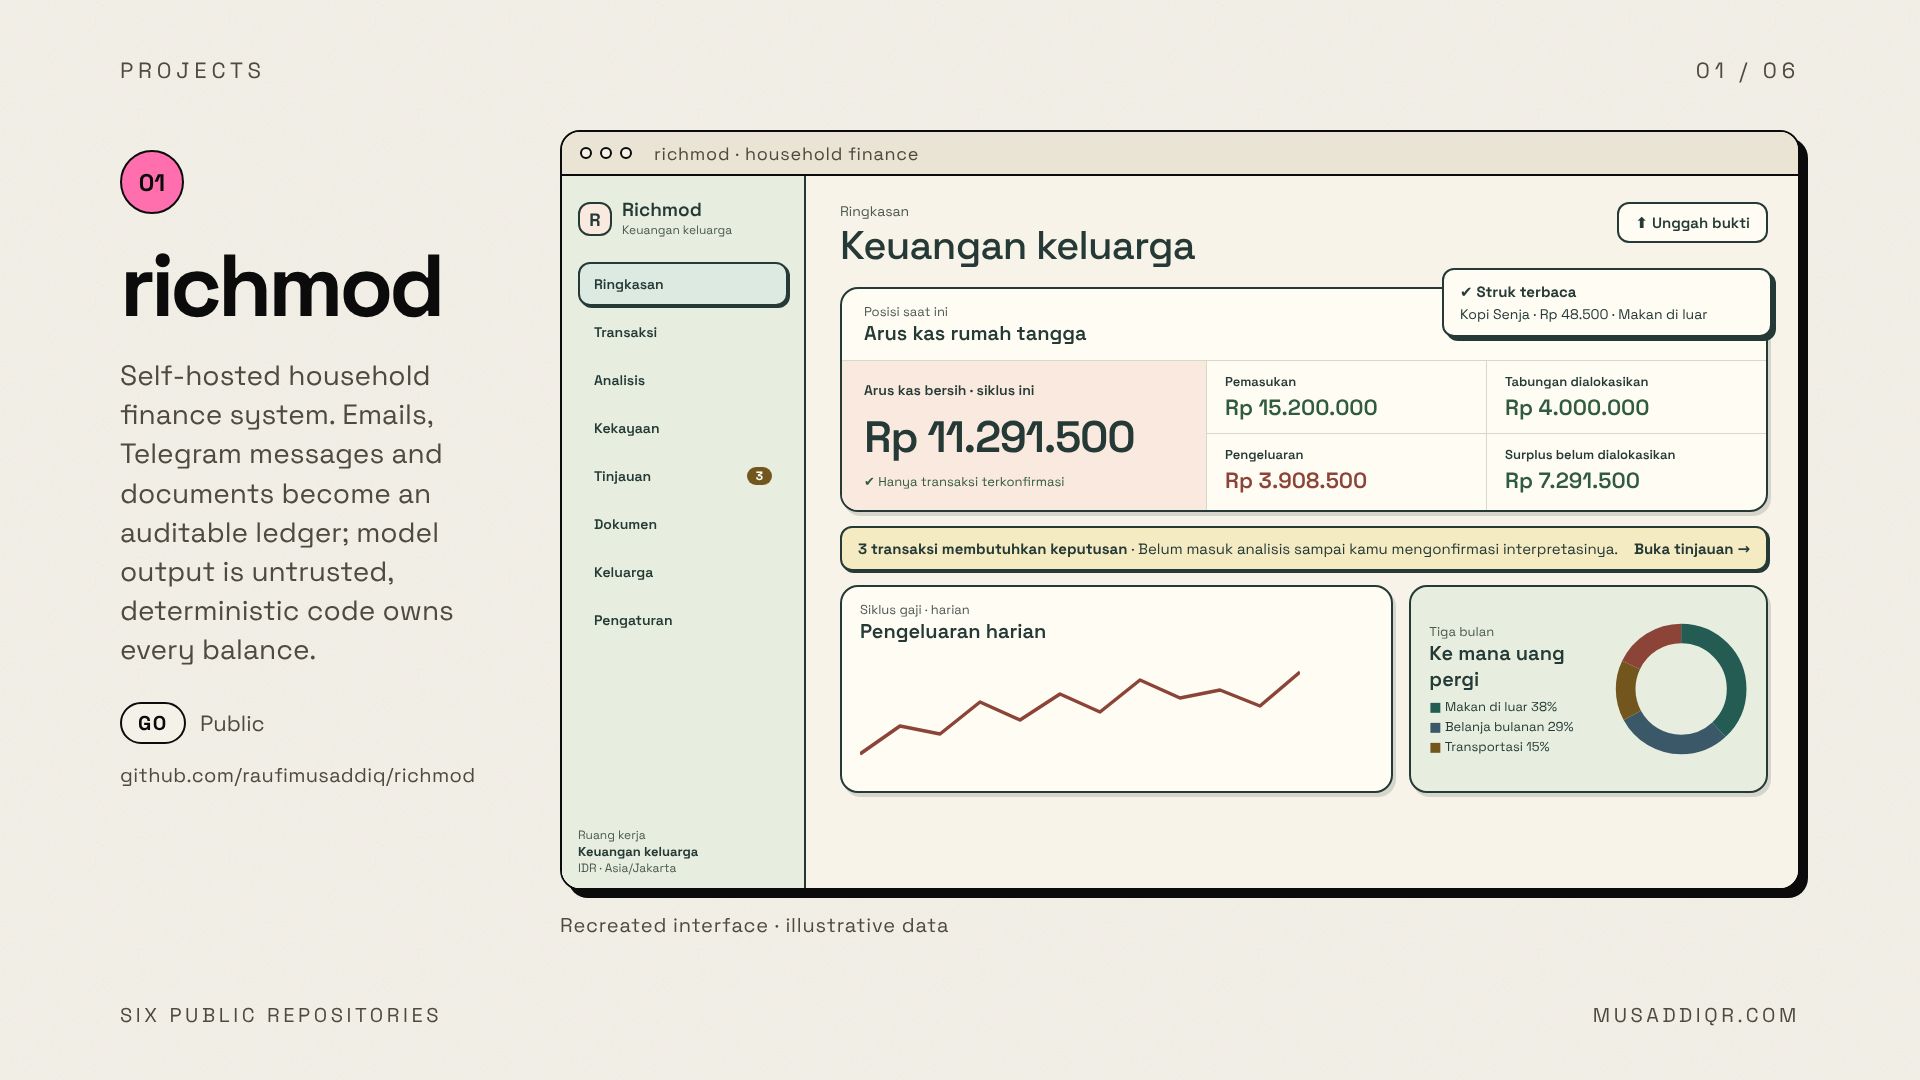 PROJECTS
01 / 06
01
richmod
Self-hosted household
finance system. Emails,
Telegram messages and
documents become an
auditable ledger; model
output is untrusted,
deterministic code owns
every balance.
GO Public
github.com/raufimusaddiq/richmod
richmod · household finance
R
Richmod
Keuangan keluarga
Ringkasan
Transaksi
Analisis
Kekayaan
Tinjauan 3
Dokumen
Keluarga
Pengaturan
Ruang kerja
Keuangan keluarga
IDR · Asia/Jakarta
Ringkasan
Keuangan keluarga
⬆ Unggah bukti
✔ Struk terbaca
Kopi Senja · Rp 48.500 · Makan di luar
Posisi saat ini
Arus kas rumah tangga
Arus kas bersih · siklus ini
Rp 11.291.500
✔ Hanya transaksi terkonfirmasi
Pemasukan
Rp 15.200.000
Tabungan dialokasikan
Rp 4.000.000
Pengeluaran
Rp 3.908.500
Surplus belum dialokasikan
Rp 7.291.500
3 transaksi membutuhkan keputusan · Belum masuk analisis sampai kamu mengonfirmasi interpretasinya. Buka tinjauan →
Siklus gaji · harian
Pengeluaran harian
Tiga bulan
Ke mana uang
pergi
Makan di luar 38%
Belanja bulanan 29%
Transportasi 15%
Recreated interface · illustrative data
SIX PUBLIC REPOSITORIES
MUSADDIQR.COM